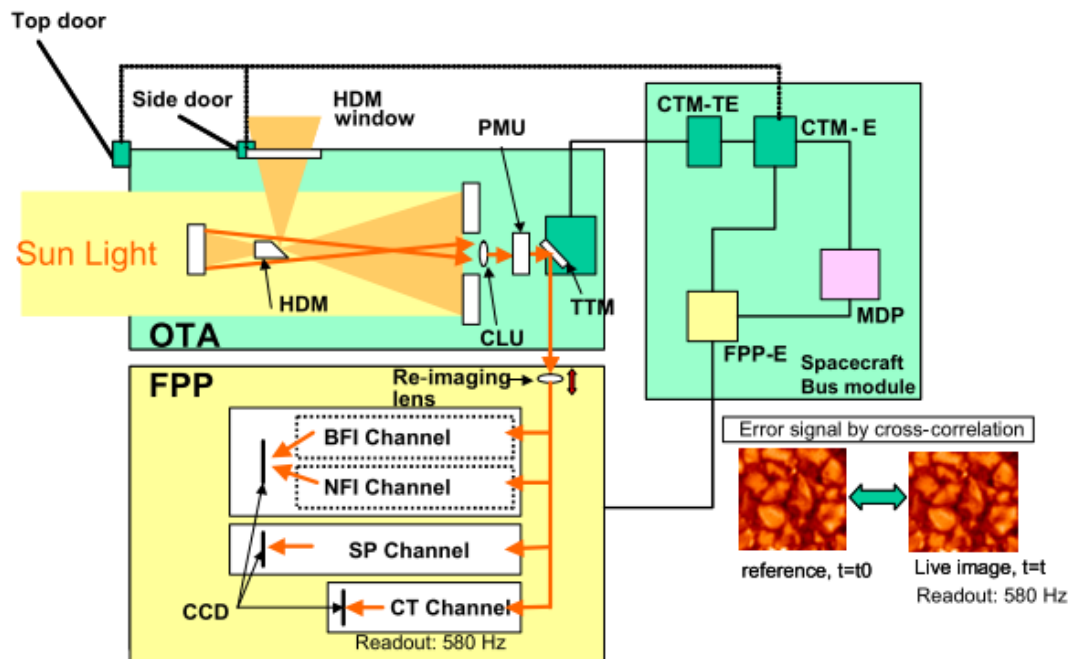 Top door
Side door
HDM
window
PMU
CTM-TE
CTM - E
Sun Light
HDM
CLU
TTM
OTA
MDP
FPP-E
Spacecraft
Bus module
FPP
Re-imaging
lens
BFI Channel
NFI Channel
SP Channel
CCD
CT Channel
Readout: 580 Hz
Error signal by cross-correlation
reference, t=t0
Live image, t=t
Readout: 580 Hz